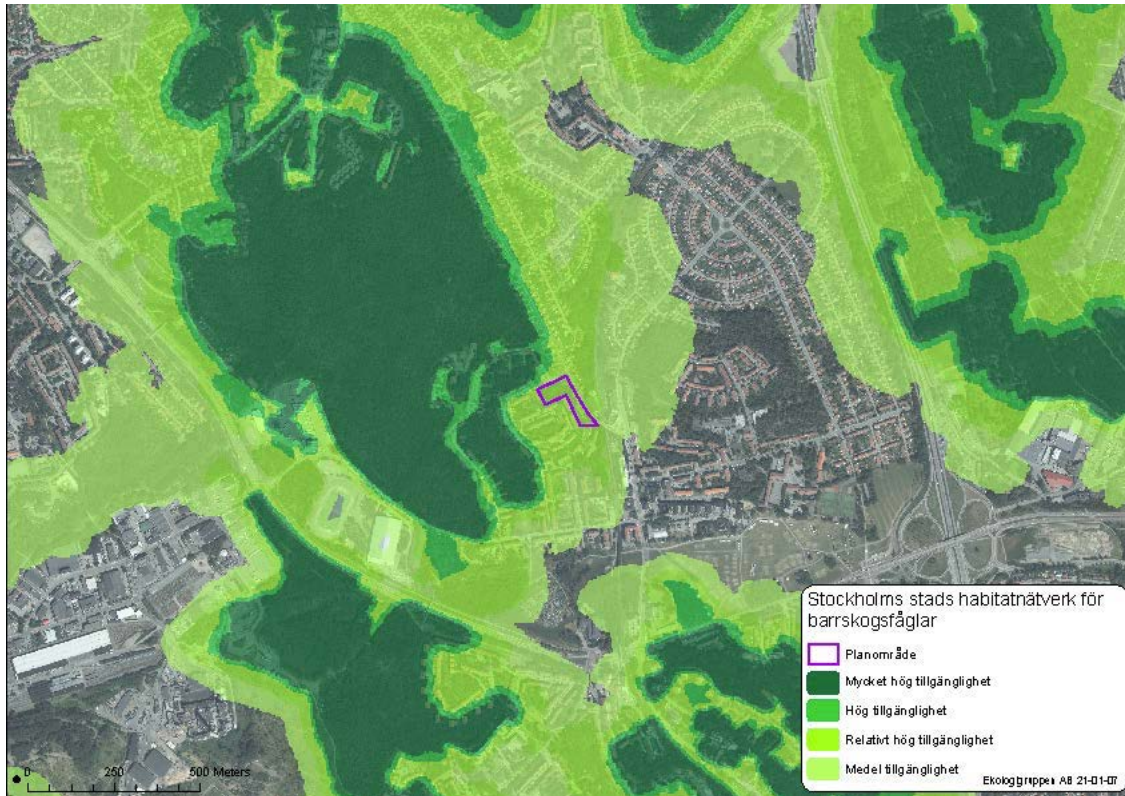 Stockholms stads habitatnätverk för
barrskogsfåglar
Planområde
Mycket hög tillgänglighet
Hög tillgänglighet
Relativt hög tillgänglighet
Medel tillgänglighet
0 250 500 Meters
Ekologigruppen AB 21-01-07